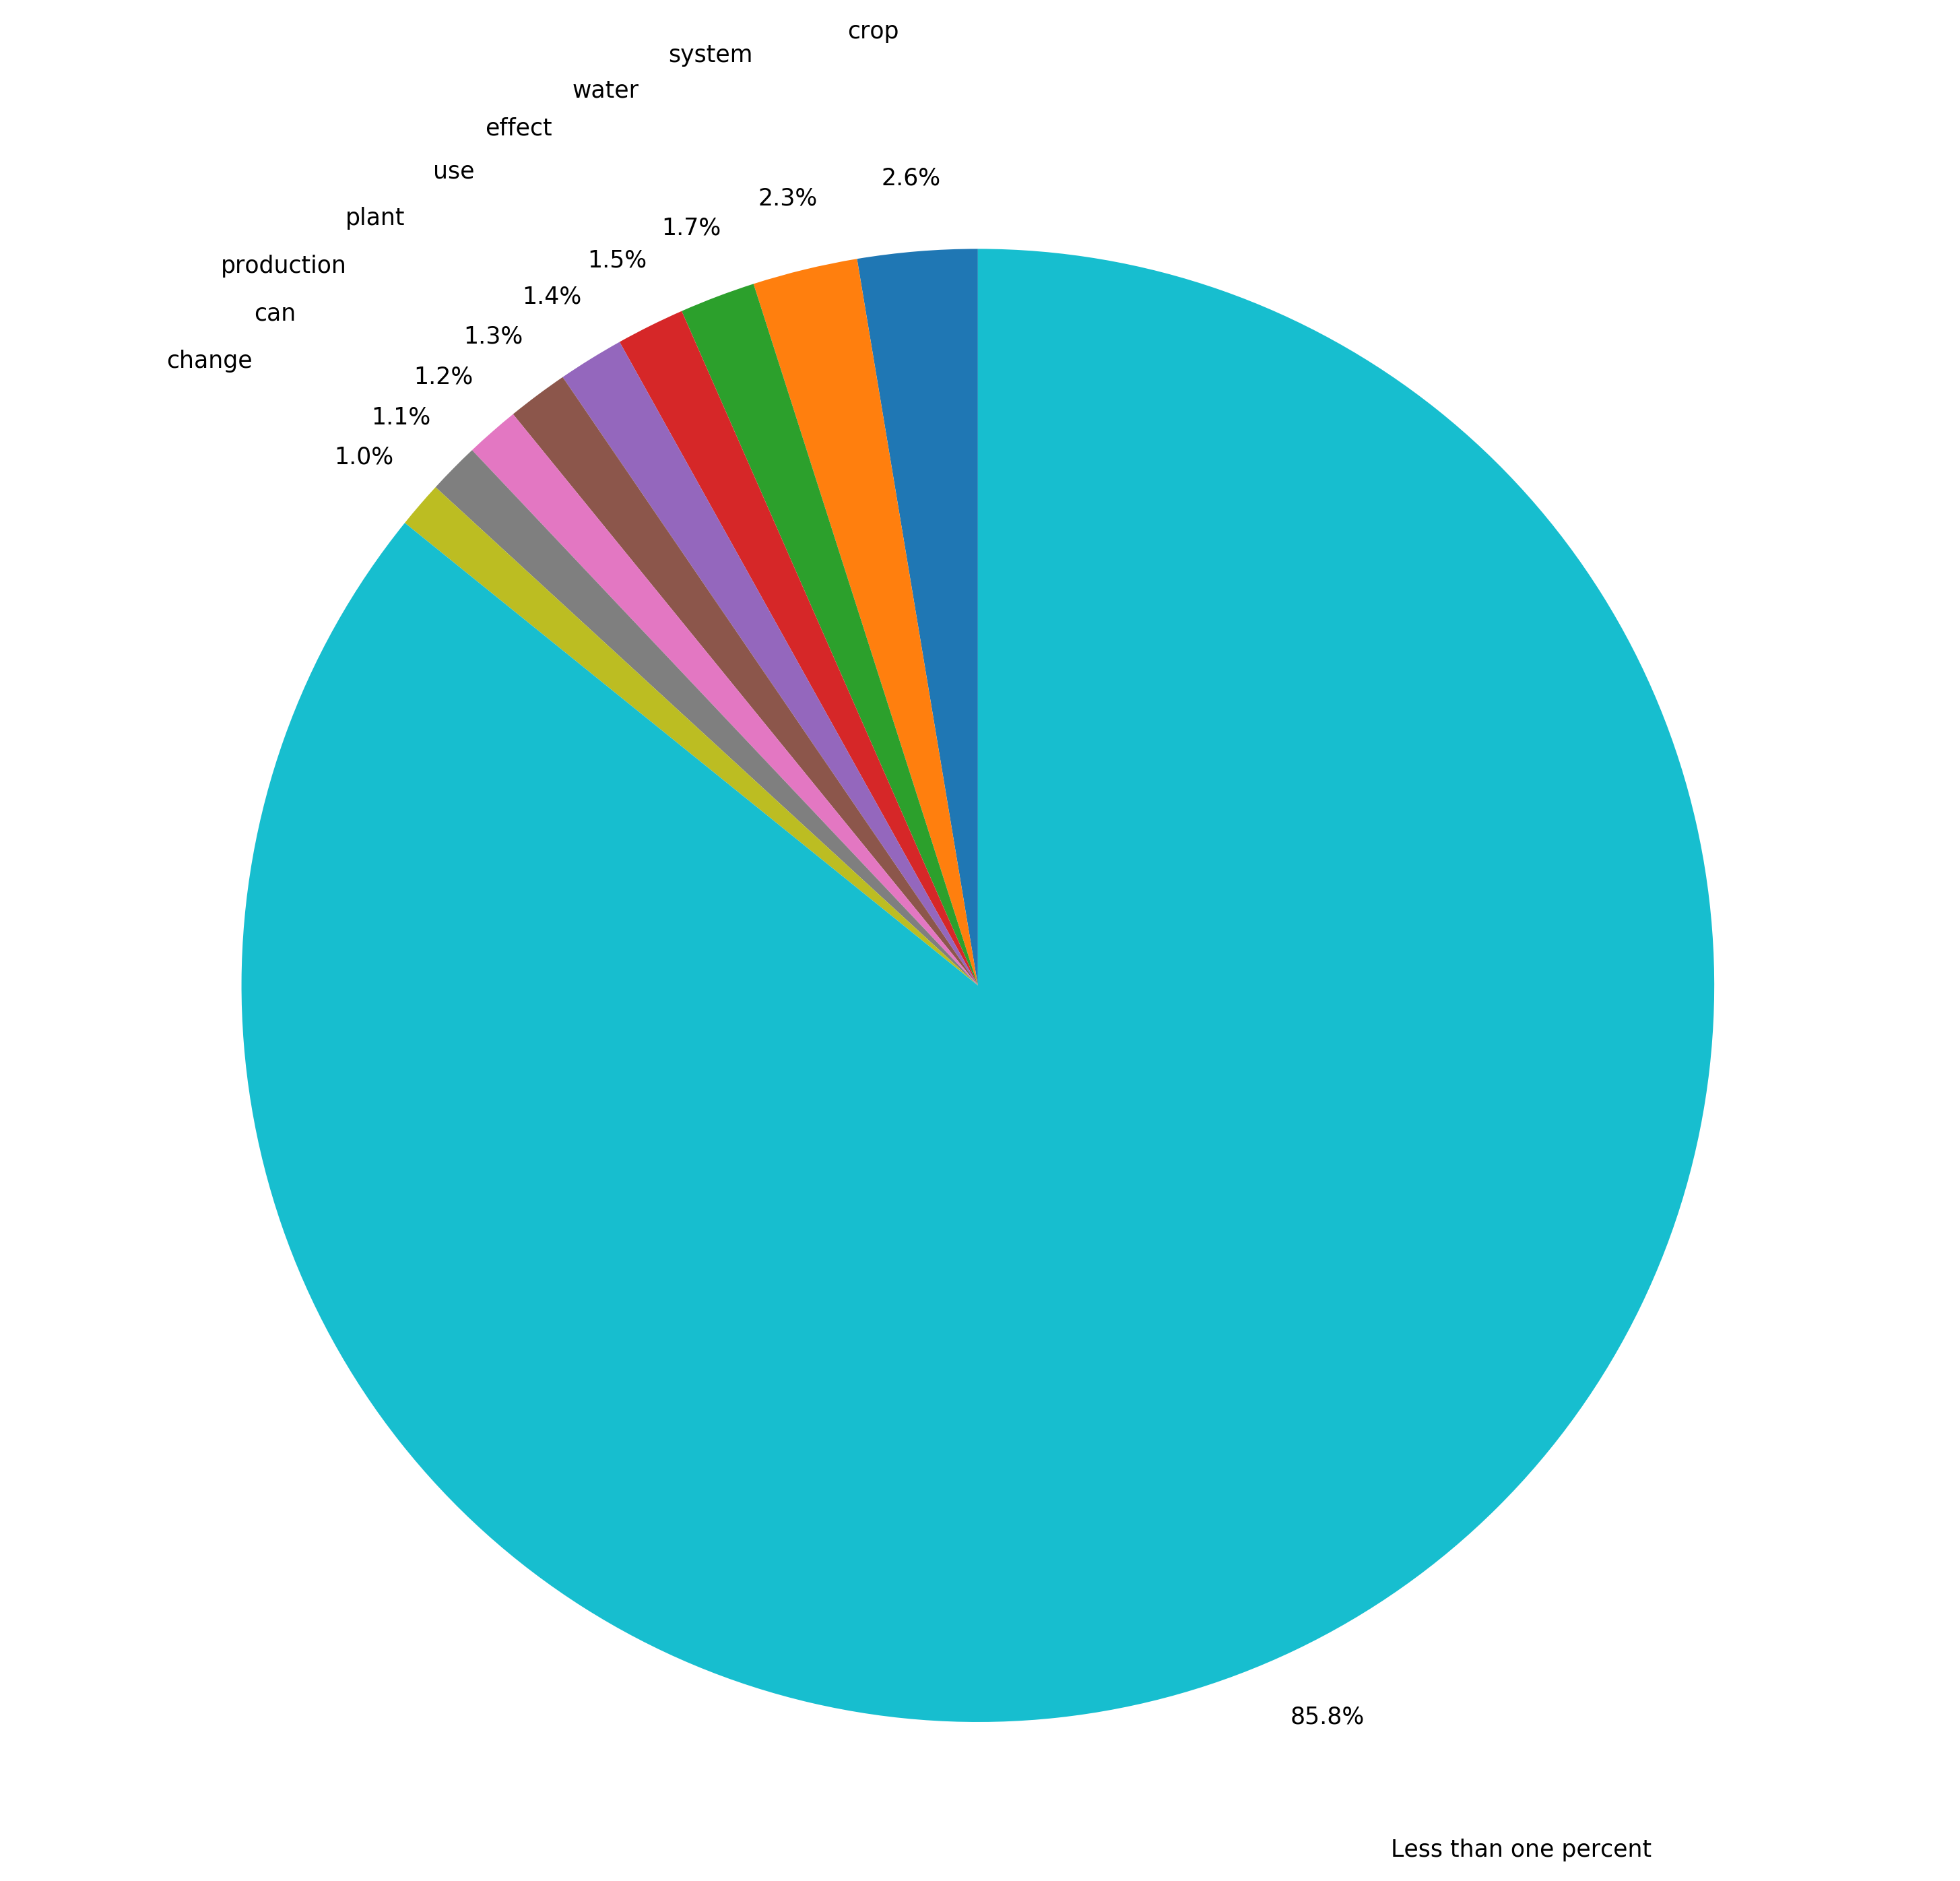 crop
system
water
effect
use
plant
production
can
change
2.6%
2.3%
1.7%
1.5%
1.4%
1.3%
1.2%
1.1%
1.0%
85.8%
Less than one percent